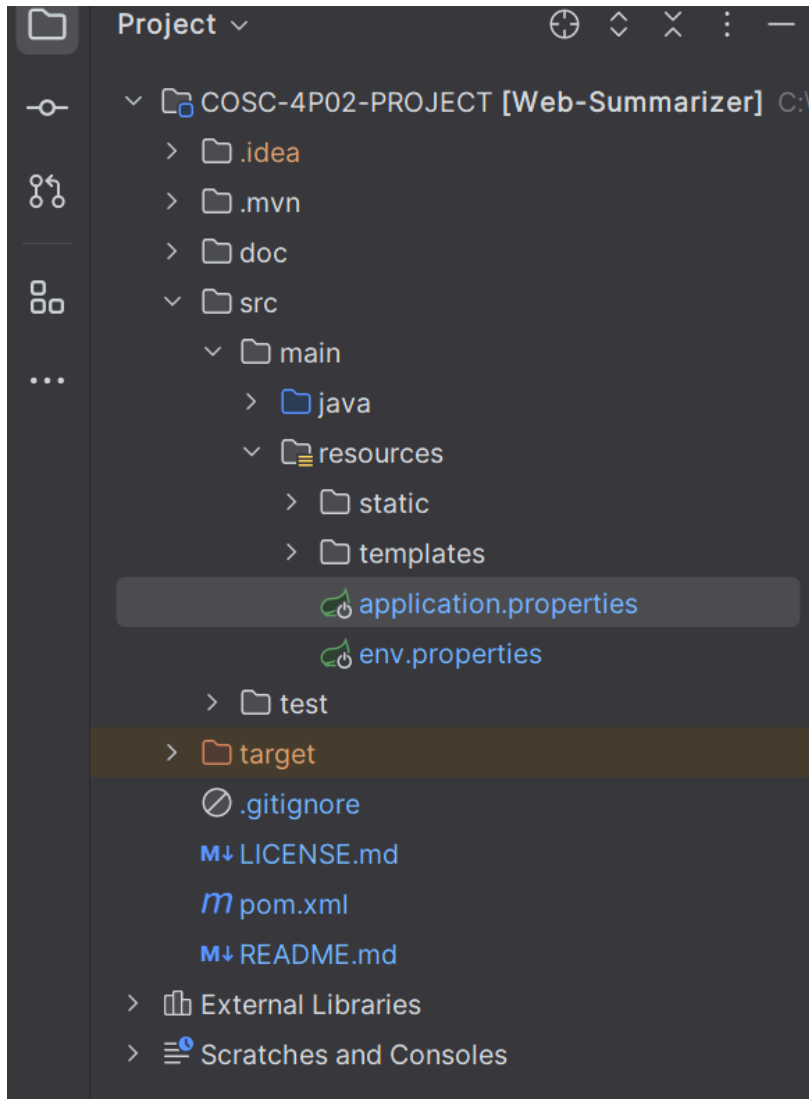 Project
COSC-4P02-PROJECT [Web-Summarizer] C:\
.idea
.mvn
doc
src
main
java
resources
static
templates
application.properties
env.properties
test
target
.gitignore
M↓ LICENSE.md
m pom.xml
M↓ README.md
External Libraries
Scratches and Consoles